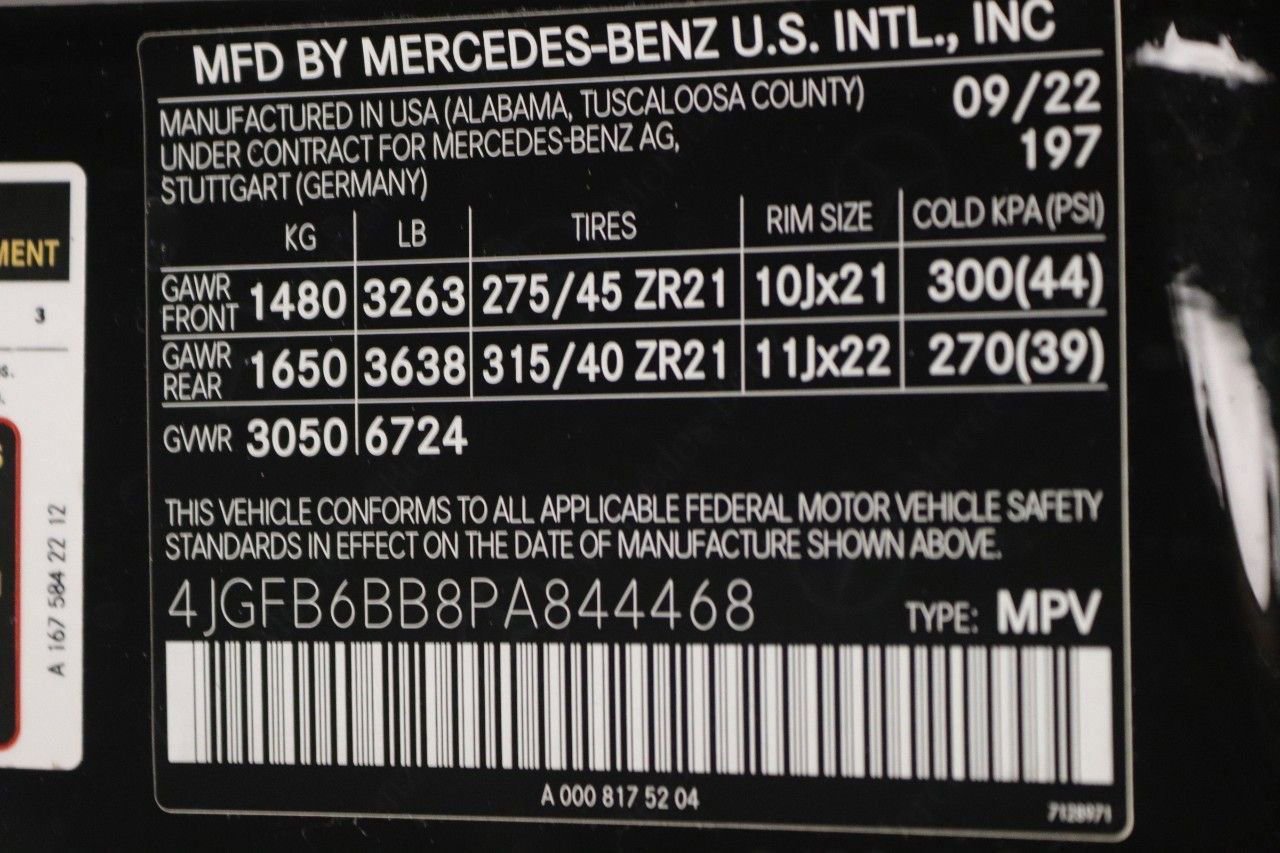 MFD BY MERCEDES-BENZ U.S. INTL., INC
MANUFACTURED IN USA (ALABAMA, TUSCALOOSA COUNTY) 09/22
UNDER CONTRACT FOR MERCEDES-BENZ AG, 197
STUTTGART (GERMANY)
KG LB TIRES RIM SIZE COLD KPA (PSI)
GAWR FRONT 1480 3263 275/45 ZR21 10Jx21 300(44)
GAWR REAR 1650 3638 315/40 ZR21 11Jx22 270(39)
GVWR 3050 6724
THIS VEHICLE CONFORMS TO ALL APPLICABLE FEDERAL MOTOR VEHICLE SAFETY
STANDARDS IN EFFECT ON THE DATE OF MANUFACTURE SHOWN ABOVE.
4JGFB6BB8PA844468 TYPE: MPV
A 000 817 52 04
7128971
3
A 167 584 22 12